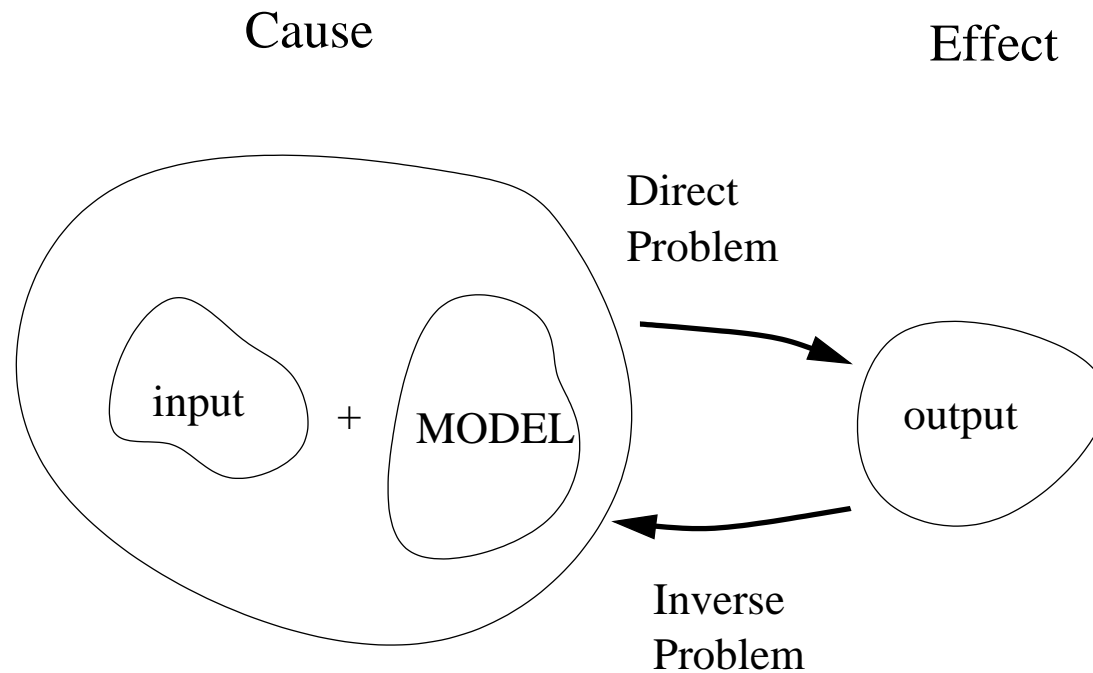 Cause
Effect
Direct
Problem
input
+
MODEL
output
Inverse
Problem